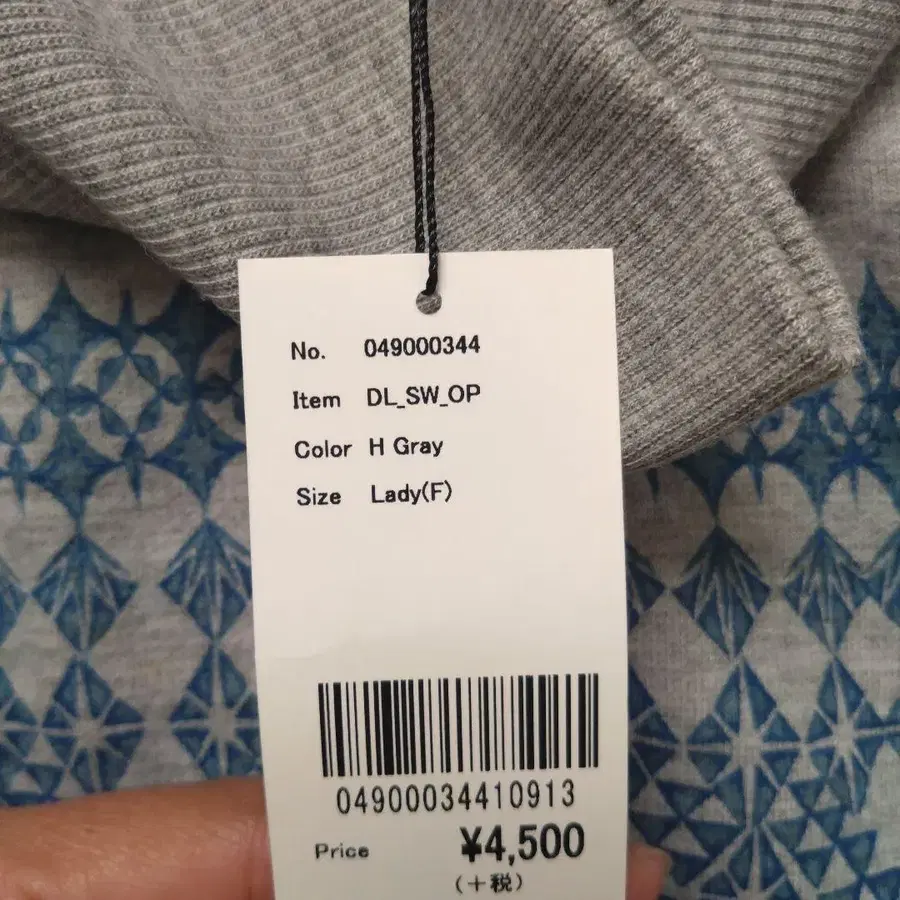 No. 049000344
Item DL_SW_OP
Color H Gray
Size Lady(F)
04900034410913
Price ¥4,500
(+税)